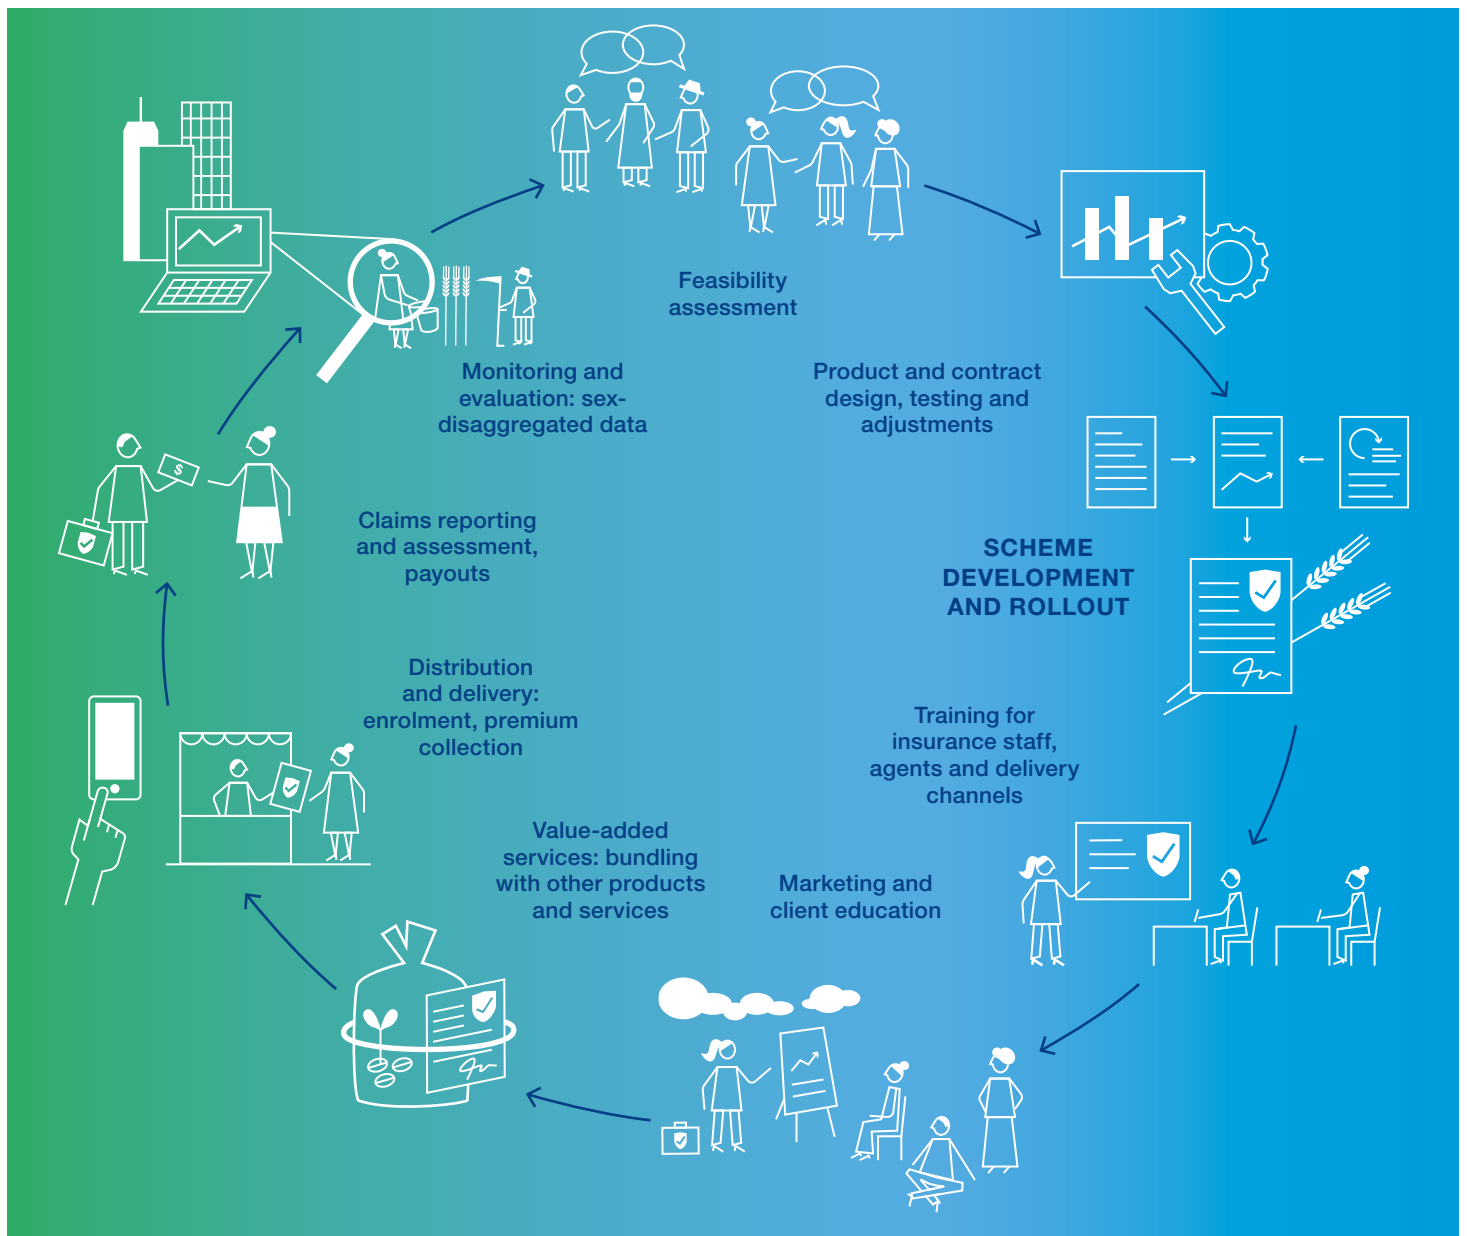 Feasibility
assessment
Product and contract
design, testing and
adjustments
SCHEME
DEVELOPMENT
AND ROLLOUT
Training for
insurance staff,
agents and delivery
channels
Marketing and
client education
Value-added
services: bundling
with other products
and services
Distribution
and delivery:
enrolment, premium
collection
Claims reporting
and assessment,
payouts
$
Monitoring and
evaluation: sex-
disaggregated data